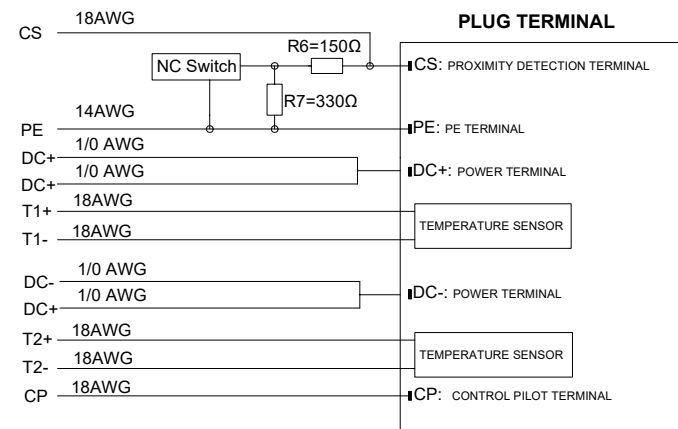 PLUG TERMINAL
CS 18AWG
R6=150Ω
NC Switch
CS: PROXIMITY DETECTION TERMINAL
R7=330Ω
PE 14AWG
PE: PE TERMINAL
DC+ 1/0 AWG
DC+ 1/0 AWG
DC+: POWER TERMINAL
T1+ 18AWG
T1- 18AWG
TEMPERATURE SENSOR
DC- 1/0 AWG
DC+ 1/0 AWG
DC-: POWER TERMINAL
T2+ 18AWG
T2- 18AWG
TEMPERATURE SENSOR
CP 18AWG
CP: CONTROL PILOT TERMINAL